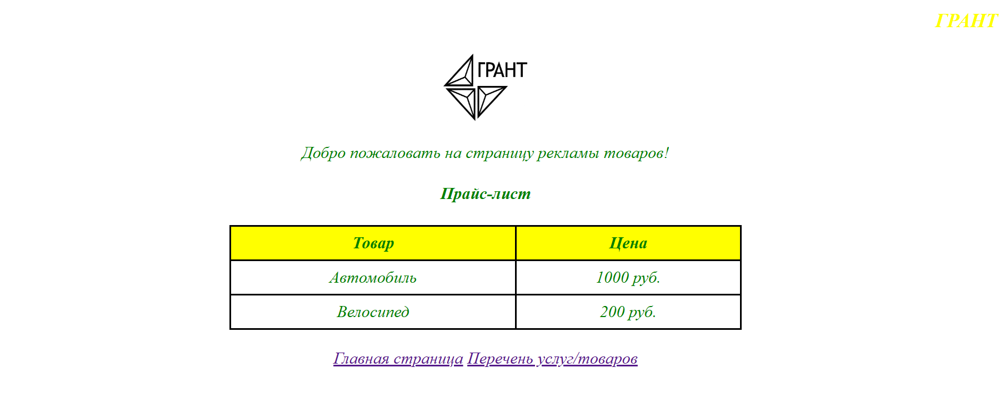 ГРАНТ
ГРАНТ
Добро пожаловать на страницу рекламы товаров!
Прайс-лист
Товар Цена
Автомобиль 1000 руб.
Велосипед 200 руб.
Главная страница Перечень услуг/товаров